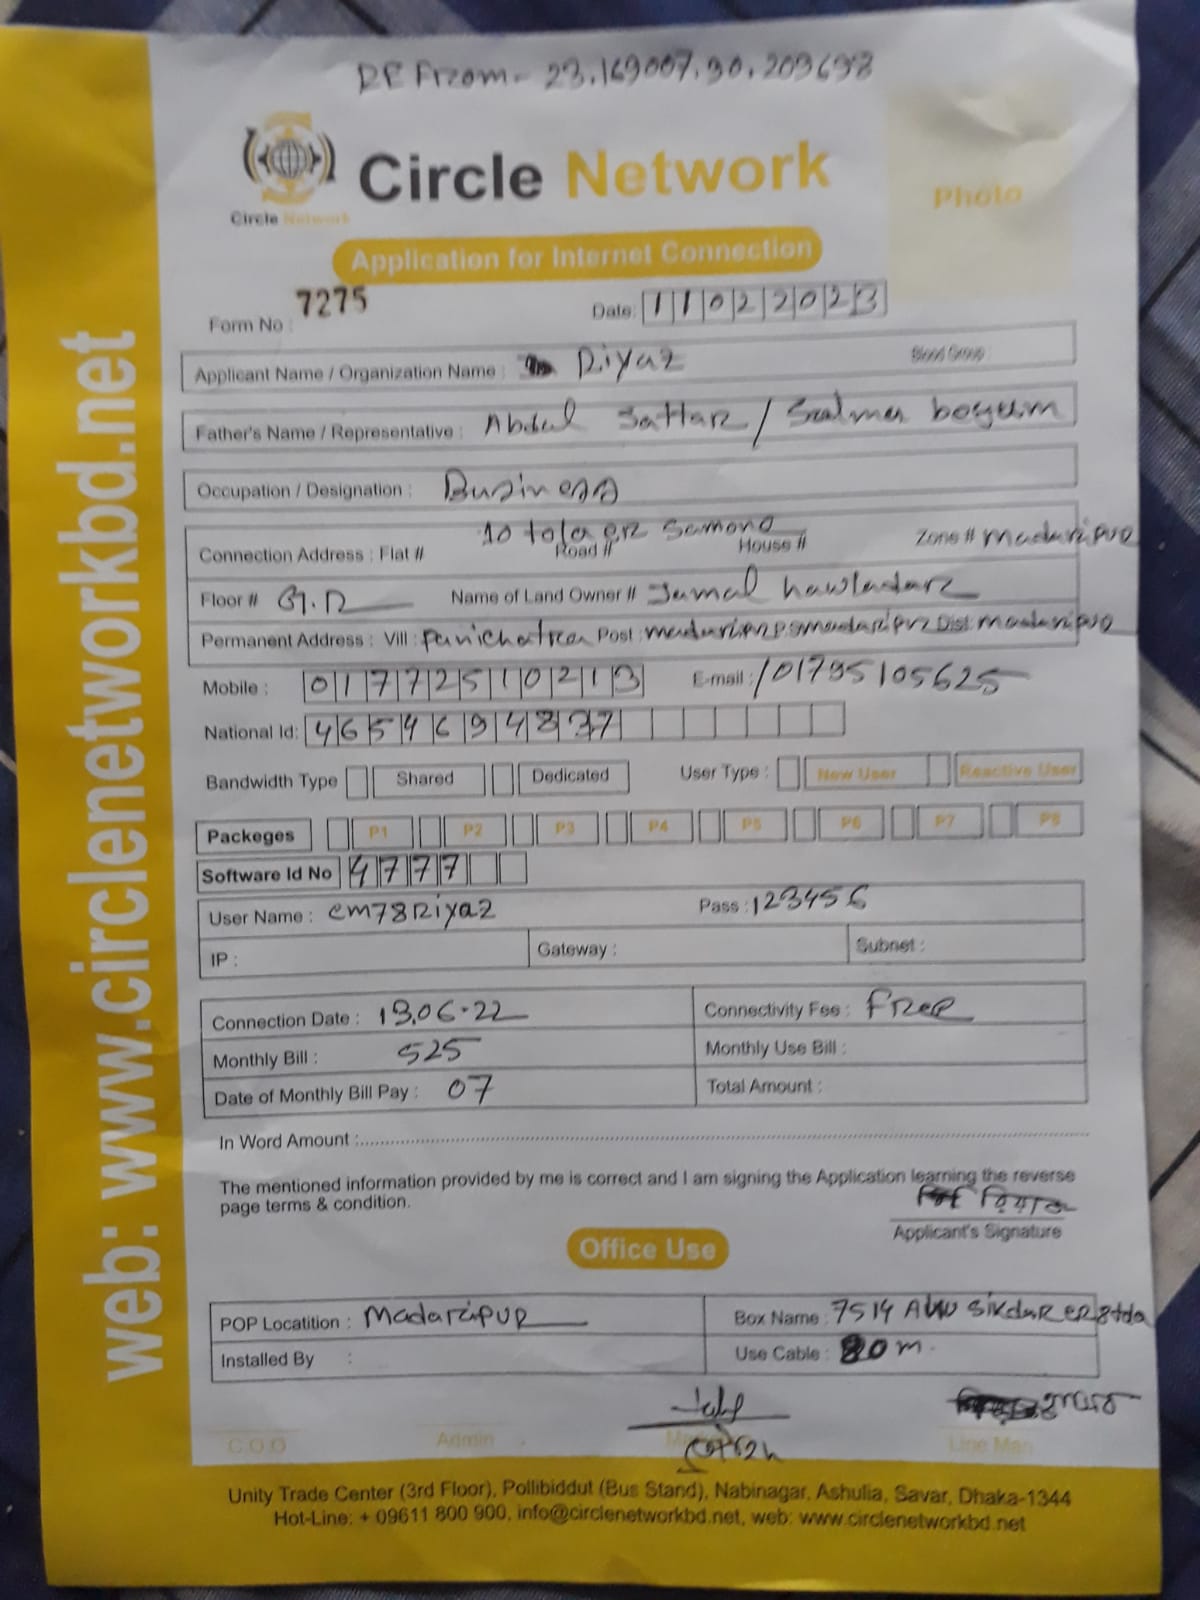 RE From - 23.169007.90.209698
Circle Network
Circle Network
Photo
Application for Internet Connection
Form No : 7275
Date: 11022023
Applicant Name / Organization Name : Riyaz
Blood Group :
Father's Name / Representative : Abdul Sattar / Salma begum
Occupation / Designation : Business
Connection Address : Flat # 10 tola er Samono Road # House # Zone # madaripur
Floor # G.R Name of Land Owner # Jamal hawladar
Permanent Address : Vill : Panichatra Post : madaripur PS madaripur Dist: madaripur
Mobile : 01772510213 E-mail : /01795105625
National Id: 4654694837
Bandwidth Type Shared Dedicated User Type : New User Reactive User
Packeges P1 P2 P3 P4 P5 P6 P7 P8
Software Id No 4777
User Name : cm78Riyaz Pass : 123456
IP : Gateway : Subnet :
Connection Date : 19.06.22 Connectivity Fee : Free
Monthly Bill : 525 Monthly Use Bill :
Date of Monthly Bill Pay : 07 Total Amount :
In Word Amount :
The mentioned information provided by me is correct and I am signing the Application learning the reverse
page terms & condition.
রিয়াজ
Applicant's Signature
Office Use
POP Locatition : Madaripur Box Name : 7514 Abu Sikdar er
Installed By : Use Cable : 80 m.
C.O.O Admin Line Man
Unity Trade Center (3rd Floor), Pollibiddut (Bus Stand), Nabinagar, Ashulia, Savar, Dhaka-1344
Hot-Line: + 09611 800 900, info@circlenetworkbd.net, web: www.circlenetworkbd.net
web: www.circlenetworkbd.net